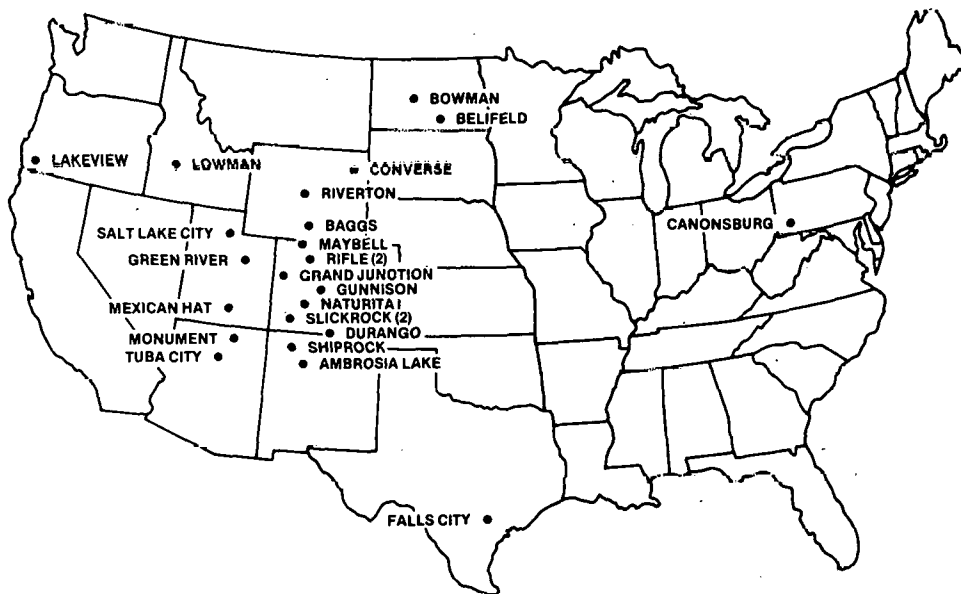 BOWMAN
BELIFELD
LAKEVIEW
LOWMAN
CONVERSE
RIVERTON
BAGGS
CANONSBURG
SALT LAKE CITY
MAYBELL
GREEN RIVER
RIFLE (2)
GRAND JUNOTION
GUNNISON
MEXICAN HAT
NATURITA
SLICKROCK (2)
MONUMENT
DURANGO
TUBA CITY
SHIPROCK
AMBROSIA LAKE
FALLS CITY